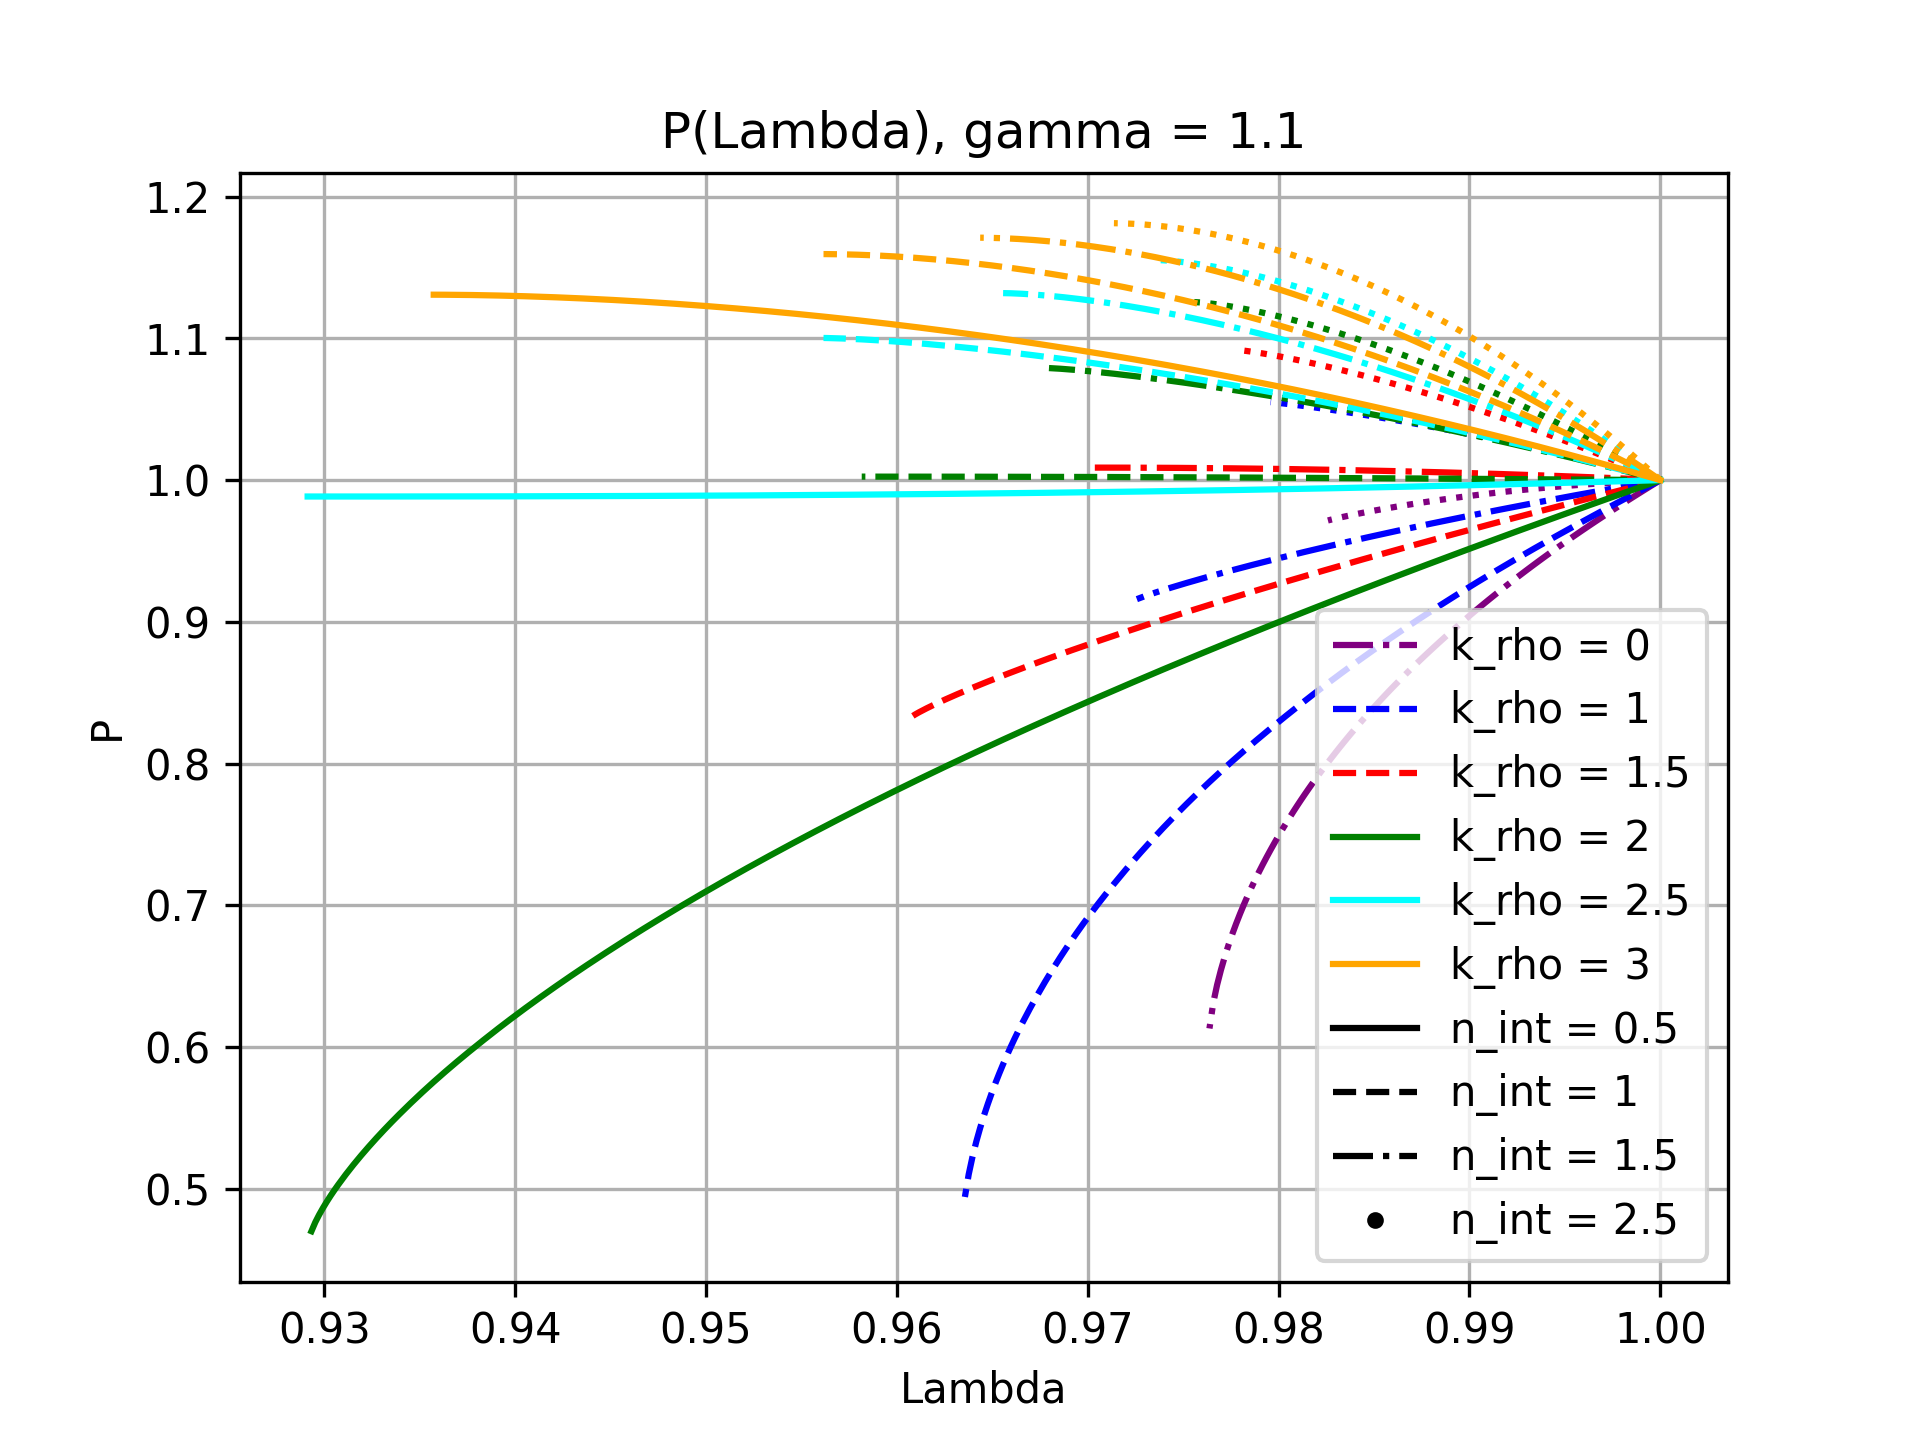 P(Lambda), gamma = 1.1
1.2
1.1
1.0
0.9
0.8
0.7
0.6
0.5
P
k_rho = 0
k_rho = 1
k_rho = 1.5
k_rho = 2
k_rho = 2.5
k_rho = 3
n_int = 0.5
n_int = 1
n_int = 1.5
n_int = 2.5
0.93 0.94 0.95 0.96 0.97 0.98 0.99 1.00
Lambda